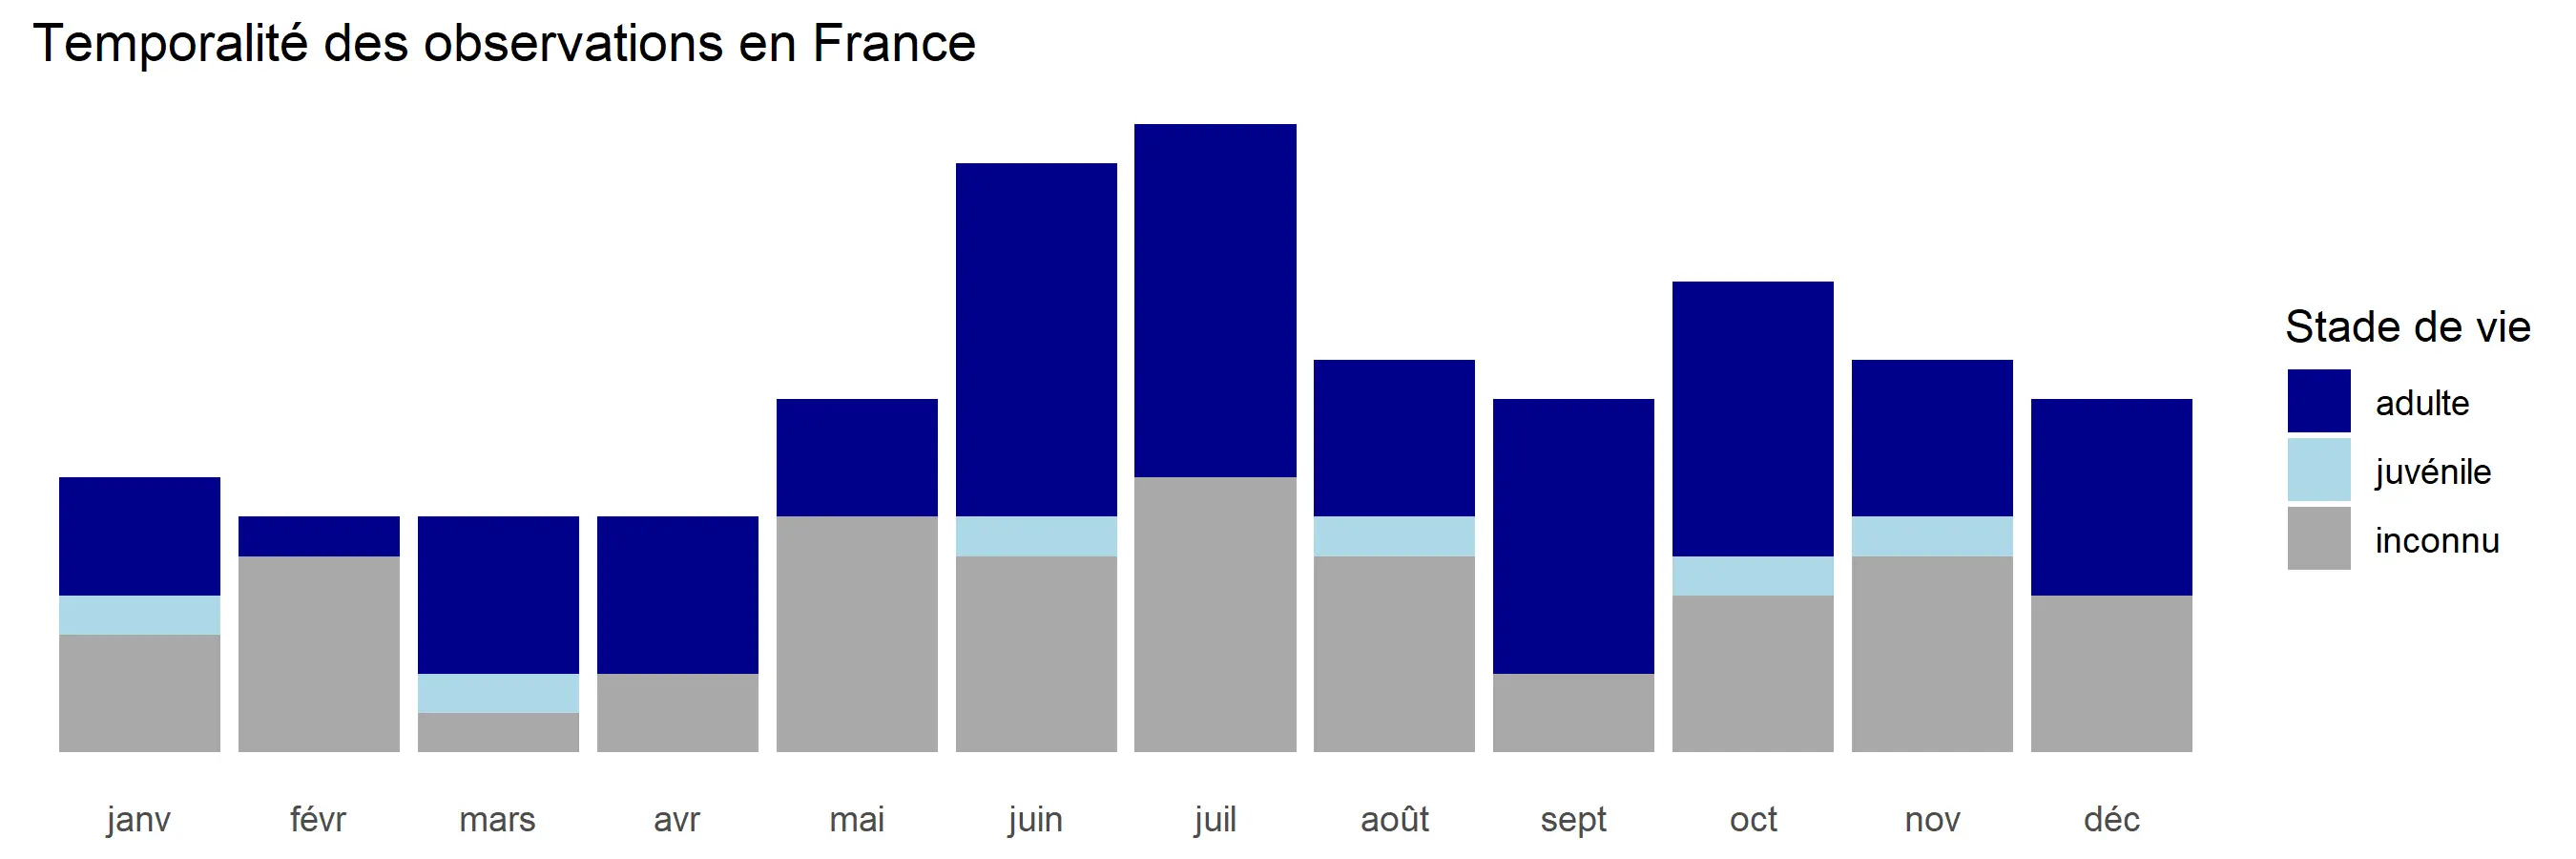 Temporalité des observations en France
Stade de vie
adulte
juvénile
inconnu
janv févr mars avr mai juin juil août sept oct nov déc